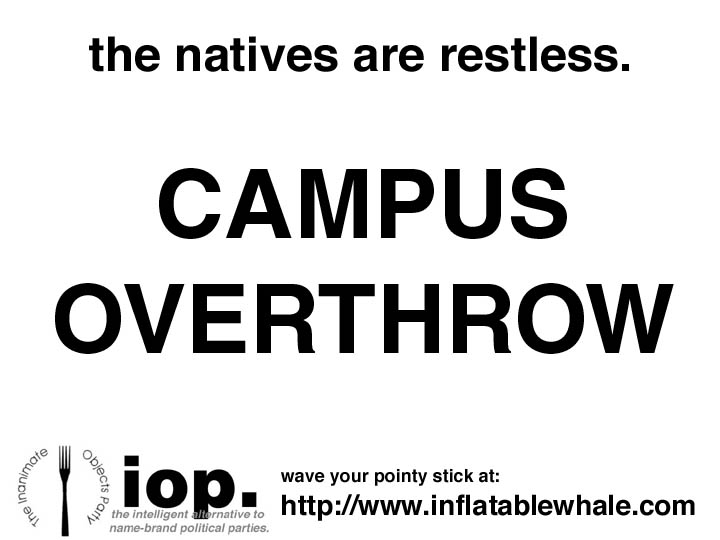 the natives are restless.
CAMPUS
OVERTHROW
The Inanimate
Objects Party
iop.
the intelligent alternative to
name-brand political parties.
wave your pointy stick at:
http://www.inflatablewhale.com